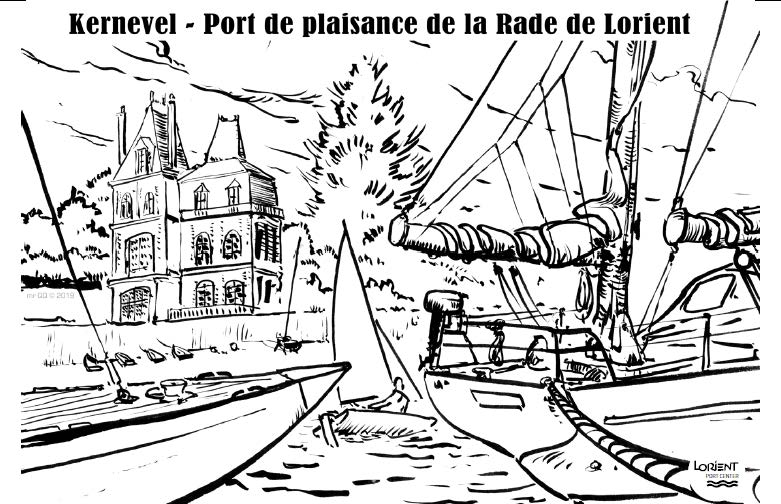 Kernevel - Port de plaisance de la Rade de Lorient
mr GD © 2019
LORIENT
PORT CENTER